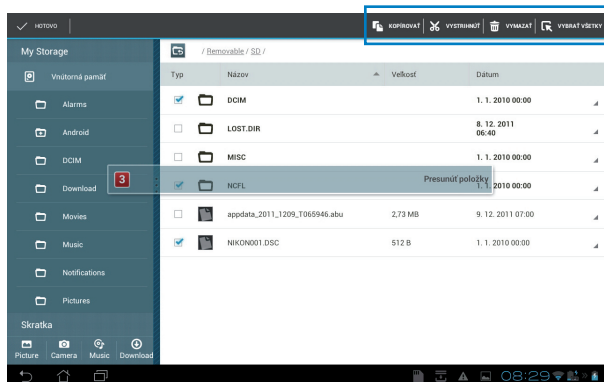 HOTOVO KOPÍROVAŤ VYSTRIHNÚŤ VYMAZAŤ VYBRAŤ VŠETKY
My Storage
Vnútorná pamäť
Alarms
Android
DCIM
Download
Movies
Music
Notifications
Pictures
Skratka
Picture Camera Music Download
/ Removable / SD /
Typ Názov Veľkosť Dátum
DCIM 1. 1. 2010 00:00
LOST.DIR 8. 12. 2011
06:40
MISC 1. 1. 2010 00:00
3 Presunúť položky
NCFL 1. 1. 2010 00:00
appdata_2011_1209_T065946.abu 2,73 MB 9. 12. 2011 07:00
NIKON001.DSC 512 B 1. 1. 2010 00:00
08:29